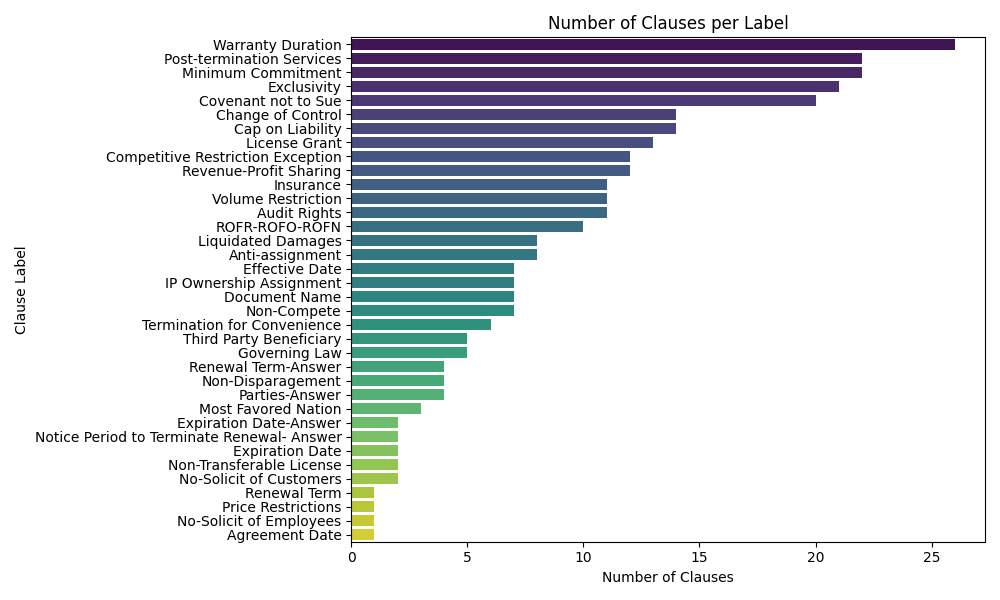 Number of Clauses per Label
Clause Label
Warranty Duration
Post-termination Services
Minimum Commitment
Exclusivity
Covenant not to Sue
Change of Control
Cap on Liability
License Grant
Competitive Restriction Exception
Revenue-Profit Sharing
Insurance
Volume Restriction
Audit Rights
ROFR-ROFO-ROFN
Liquidated Damages
Anti-assignment
Effective Date
IP Ownership Assignment
Document Name
Non-Compete
Termination for Convenience
Third Party Beneficiary
Governing Law
Renewal Term-Answer
Non-Disparagement
Parties-Answer
Most Favored Nation
Expiration Date-Answer
Notice Period to Terminate Renewal- Answer
Expiration Date
Non-Transferable License
No-Solicit of Customers
Renewal Term
Price Restrictions
No-Solicit of Employees
Agreement Date
0 5 10 15 20 25
Number of Clauses